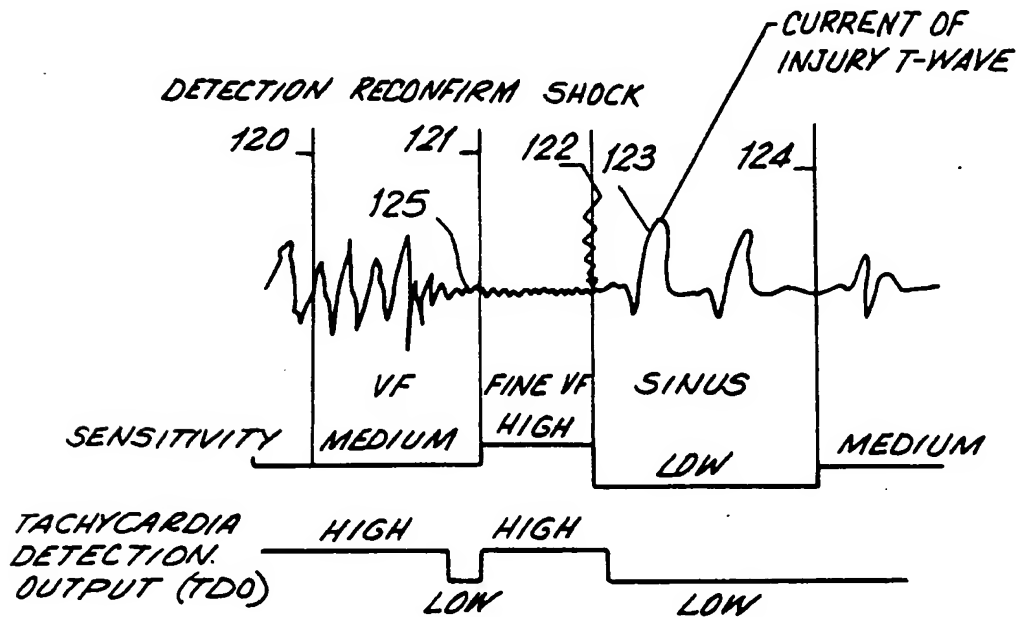 CURRENT OF
INJURY T-WAVE
DETECTION RECONFIRM SHOCK
120 121 122 123 124
125
VF FINE VF SINUS
SENSITIVITY MEDIUM HIGH LOW MEDIUM
TACHYCARDIA
DETECTION.
OUTPUT (TDO)
HIGH HIGH
LOW LOW